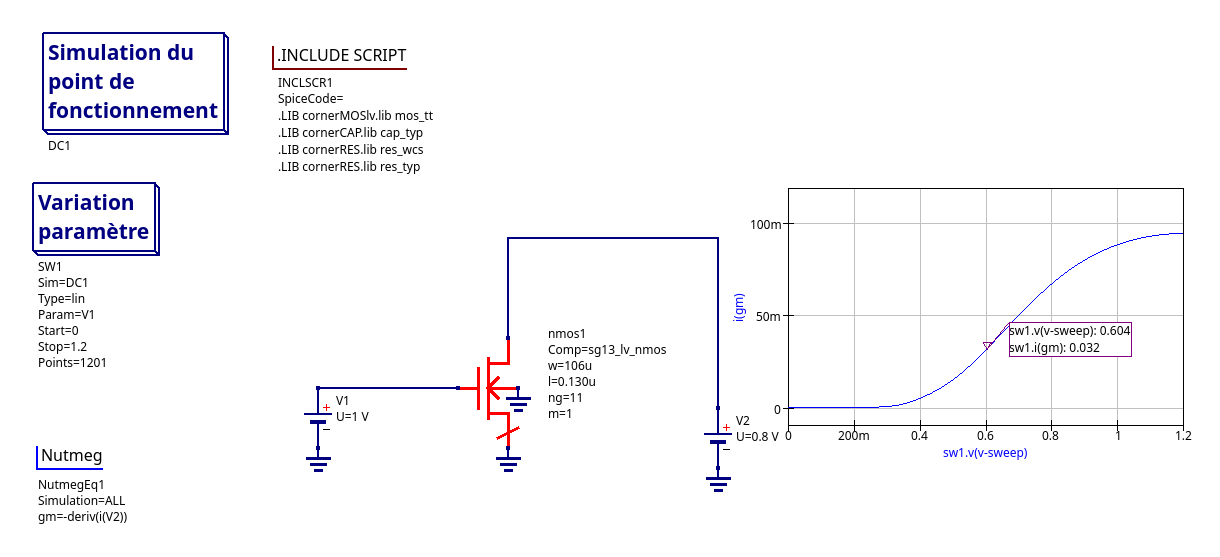 Simulation du
point de
fonctionnement
DC1
.INCLUDE SCRIPT
INCLSCR1
SpiceCode=
.LIB cornerMOSlv.lib mos_tt
.LIB cornerCAP.lib cap_typ
.LIB cornerRES.lib res_wcs
.LIB cornerRES.lib res_typ
Variation
paramètre
SW1
Sim=DC1
Type=lin
Param=V1
Start=0
Stop=1.2
Points=1201
Nutmeg
NutmegEq1
Simulation=ALL
gm=-deriv(i(V2))
V1
U=1 V
+
−
nmos1
Comp=sg13_lv_nmos
w=106u
l=0.130u
ng=11
m=1
V2
U=0.8 V
+
−
i(gm)
100m
50m
0
sw1.v(v-sweep): 0.604
sw1.i(gm): 0.032
0 200m 0.4 0.6 0.8 1 1.2
sw1.v(v-sweep)